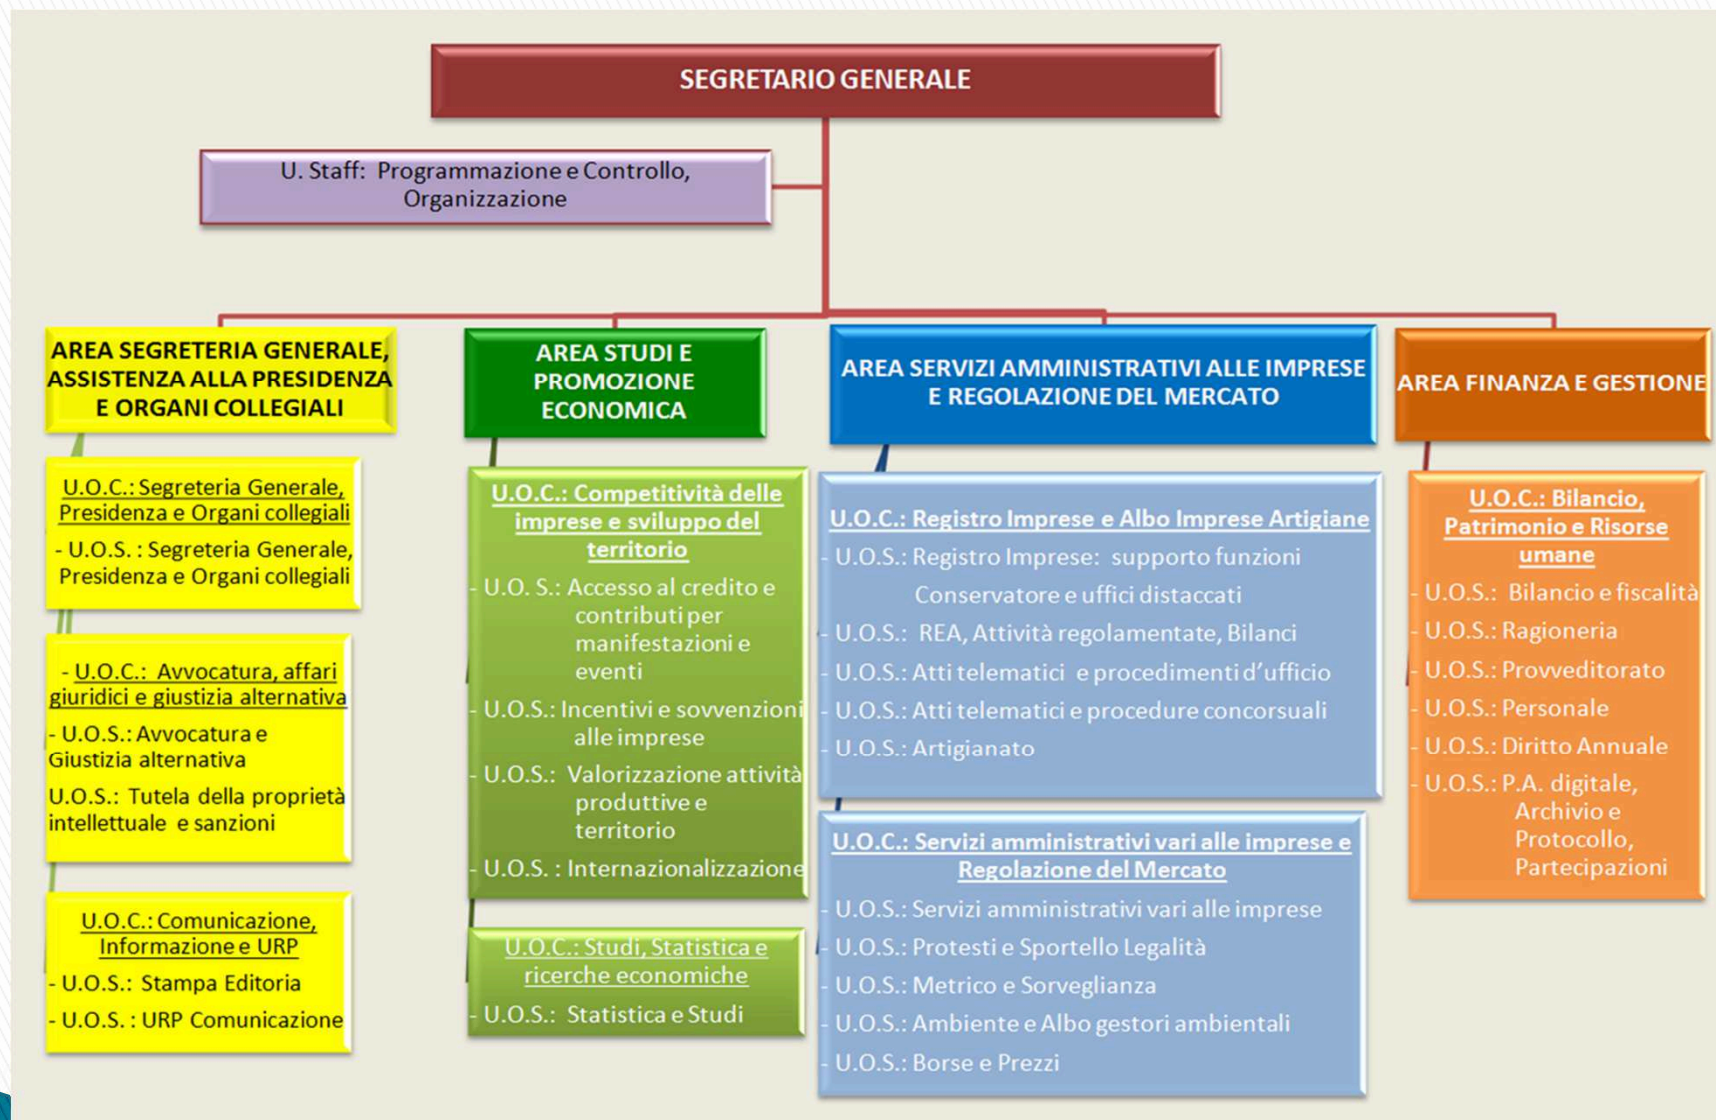 SEGRETARIO GENERALE
U. Staff: Programmazione e Controllo,
Organizzazione
AREA SEGRETERIA GENERALE,
ASSISTENZA ALLA PRESIDENZA
E ORGANI COLLEGIALI
U.O.C.: Segreteria Generale,
Presidenza e Organi collegiali
- U.O.S. : Segreteria Generale,
Presidenza e Organi collegiali
- U.O.C.: Avvocatura, affari
giuridici e giustizia alternativa
- U.O.S.: Avvocatura e
Giustizia alternativa
U.O.S.: Tutela della proprietà
intellettuale e sanzioni
U.O.C.: Comunicazione,
Informazione e URP
- U.O.S.: Stampa Editoria
- U.O.S. : URP Comunicazione
AREA STUDI E
PROMOZIONE
ECONOMICA
U.O.C.: Competitività delle
imprese e sviluppo del
territorio
- U.O. S.: Accesso al credito e
contributi per
manifestazioni e
eventi
- U.O.S.: Incentivi e sovvenzioni
alle imprese
- U.O.S.: Valorizzazione attività
produttive e
territorio
- U.O.S. : Internazionalizzazione
U.O.C.: Studi, Statistica e
ricerche economiche
- U.O.S.: Statistica e Studi
AREA SERVIZI AMMINISTRATIVI ALLE IMPRESE
E REGOLAZIONE DEL MERCATO
U.O.C.: Registro Imprese e Albo Imprese Artigiane
- U.O.S.: Registro Imprese: supporto funzioni
Conservatore e uffici distaccati
- U.O.S.: REA, Attività regolamentate, Bilanci
- U.O.S.: Atti telematici e procedimenti d'ufficio
- U.O.S.: Atti telematici e procedure concorsuali
- U.O.S.: Artigianato
U.O.C.: Servizi amministrativi vari alle imprese e
Regolazione del Mercato
- U.O.S.: Servizi amministrativi vari alle imprese
- U.O.S.: Protesti e Sportello Legalità
- U.O.S.: Metrico e Sorveglianza
- U.O.S.: Ambiente e Albo gestori ambientali
- U.O.S.: Borse e Prezzi
AREA FINANZA E GESTIONE
U.O.C.: Bilancio,
Patrimonio e Risorse
umane
- U.O.S.: Bilancio e fiscalità
- U.O.S.: Ragioneria
- U.O.S.: Provveditorato
- U.O.S.: Personale
- U.O.S.: Diritto Annuale
- U.O.S.: P.A. digitale,
Archivio e
Protocollo,
Partecipazioni